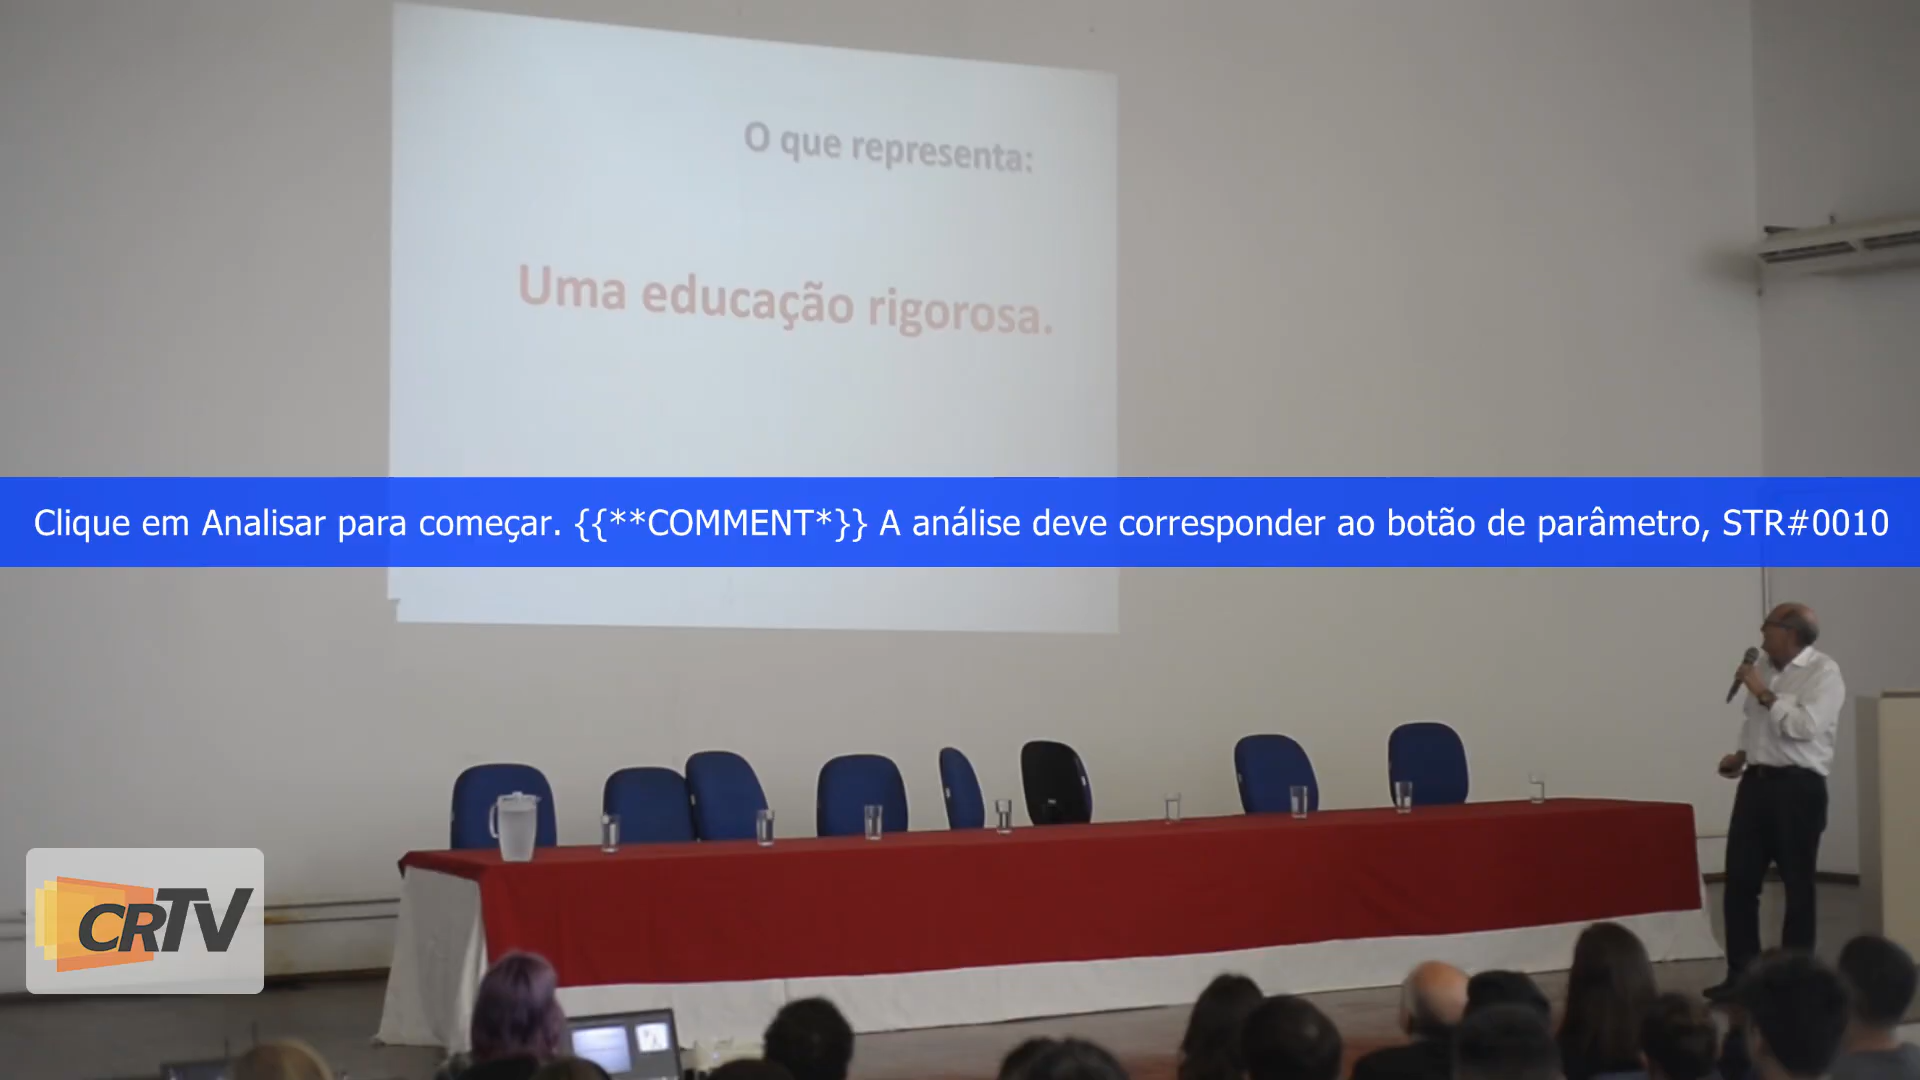 O que representa:
Uma educação rigorosa.
Clique em Analisar para começar. {{**COMMENT*}} A análise deve corresponder ao botão de parâmetro, STR#0010
CRTV